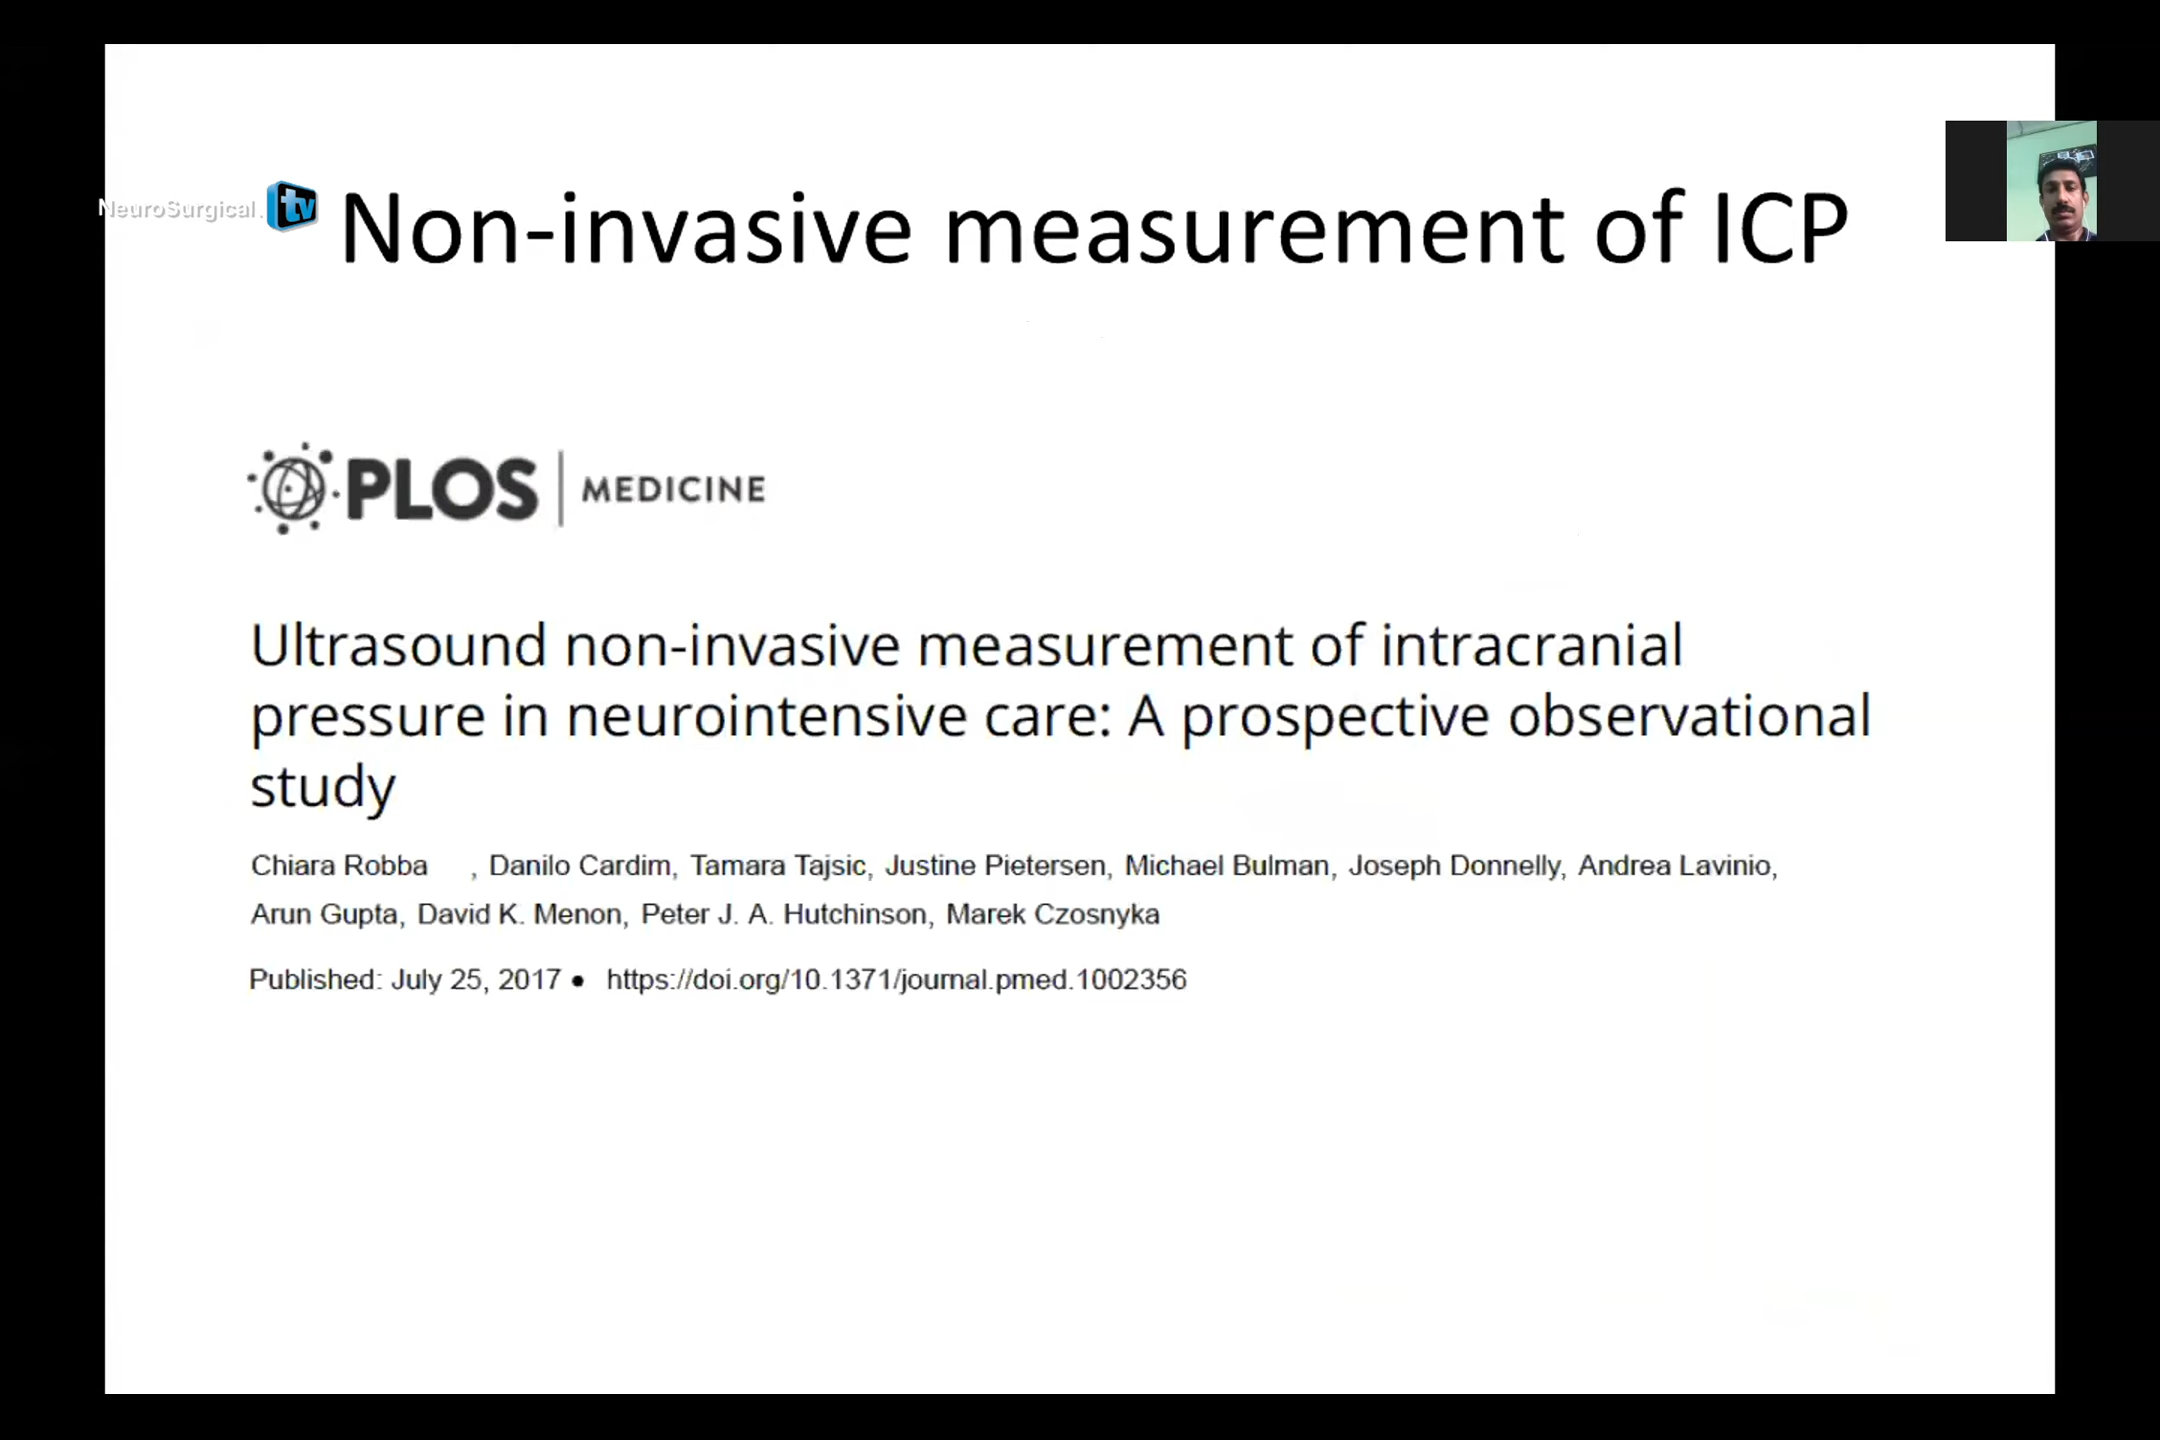 NeuroSurgical.tv
Non-invasive measurement of ICP
PLOS | MEDICINE
Ultrasound non-invasive measurement of intracranial
pressure in neurointensive care: A prospective observational
study
Chiara Robba , Danilo Cardim, Tamara Tajsic, Justine Pietersen, Michael Bulman, Joseph Donnelly, Andrea Lavinio,
Arun Gupta, David K. Menon, Peter J. A. Hutchinson, Marek Czosnyka
Published: July 25, 2017 • https://doi.org/10.1371/journal.pmed.1002356